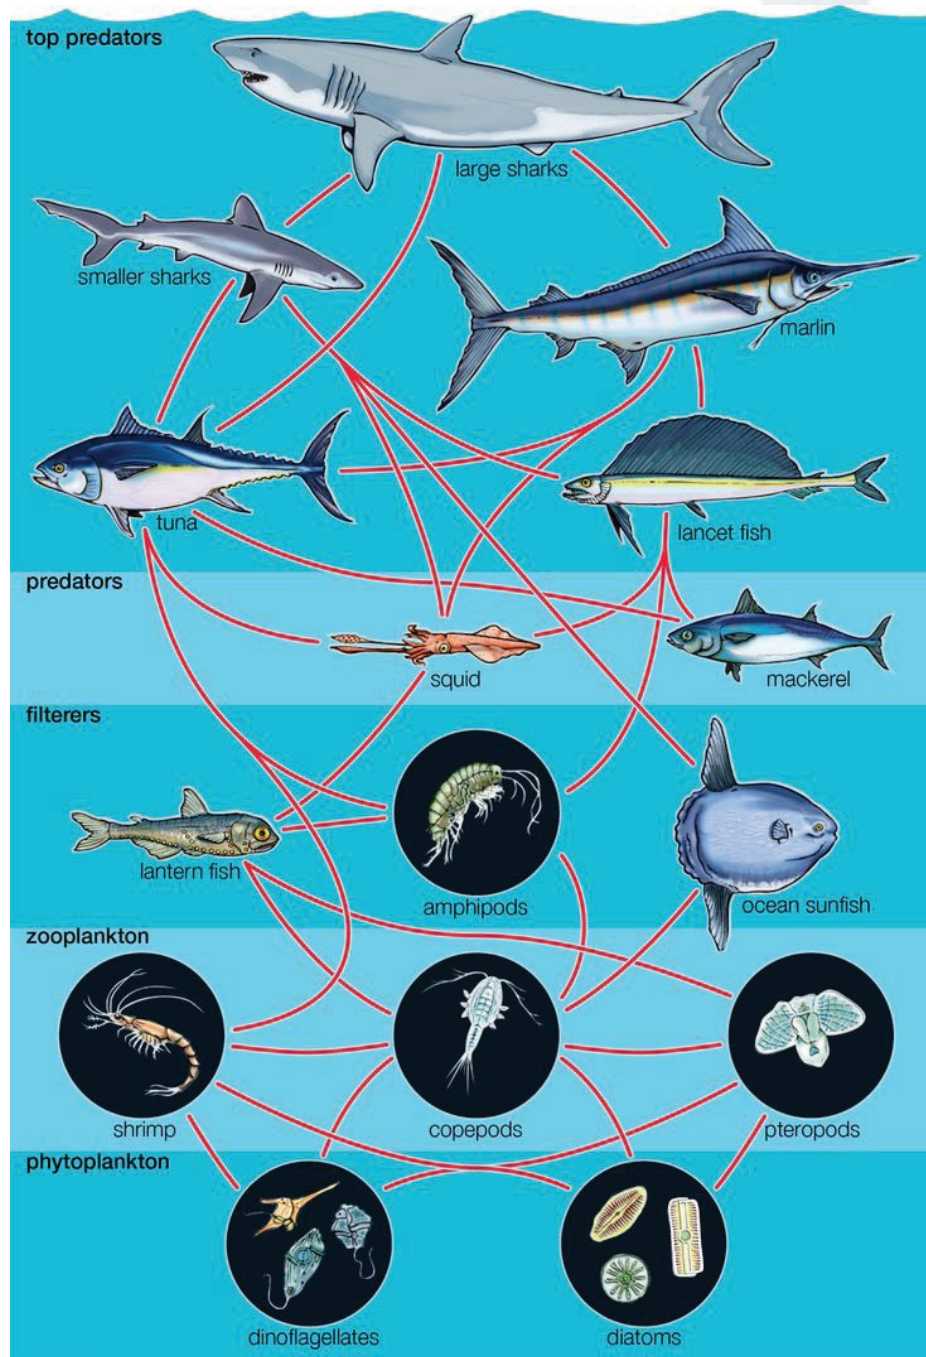 top predators
large sharks
smaller sharks
marlin
tuna
lancet fish
predators
squid
mackerel
filterers
lantern fish
amphipods
ocean sunfish
zooplankton
shrimp
copepods
pteropods
phytoplankton
dinoflagellates
diatoms